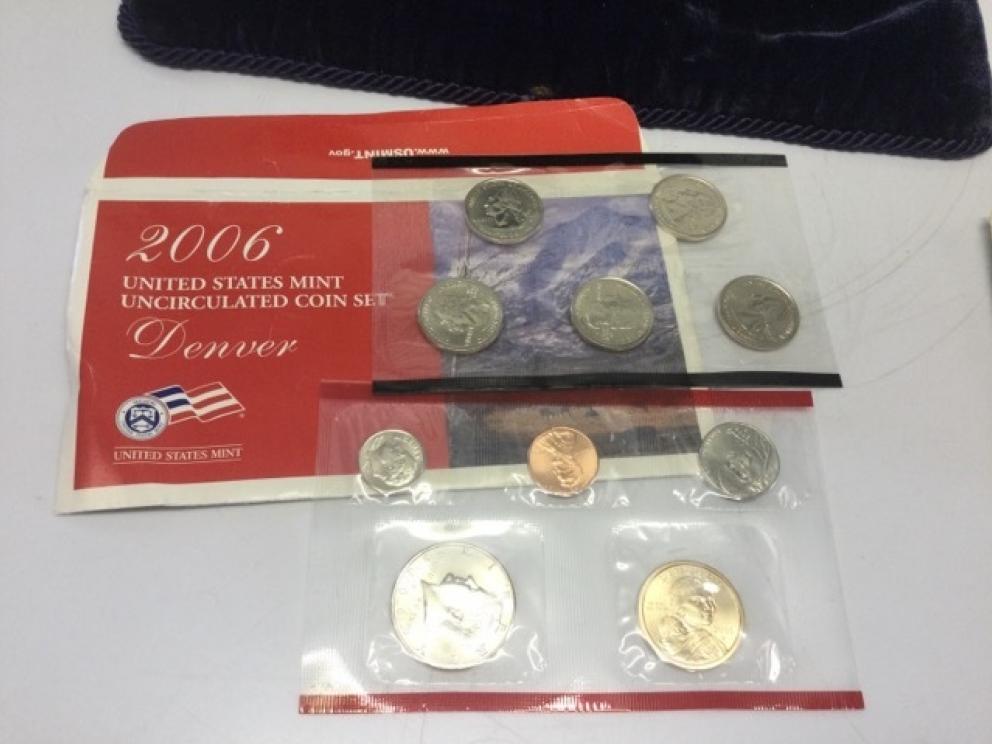 www.USMINT.gov
2006
UNITED STATES MINT
UNCIRCULATED COIN SET
Denver
UNITED STATES MINT